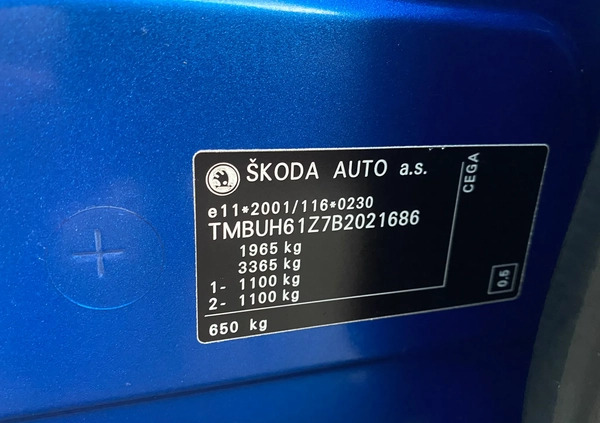 ŠKODA AUTO a.s.
e11*2001/116*0230
TMBUH61Z7B2021686
1965 kg
3365 kg
1- 1100 kg
2- 1100 kg
650 kg
CEGA
0.5